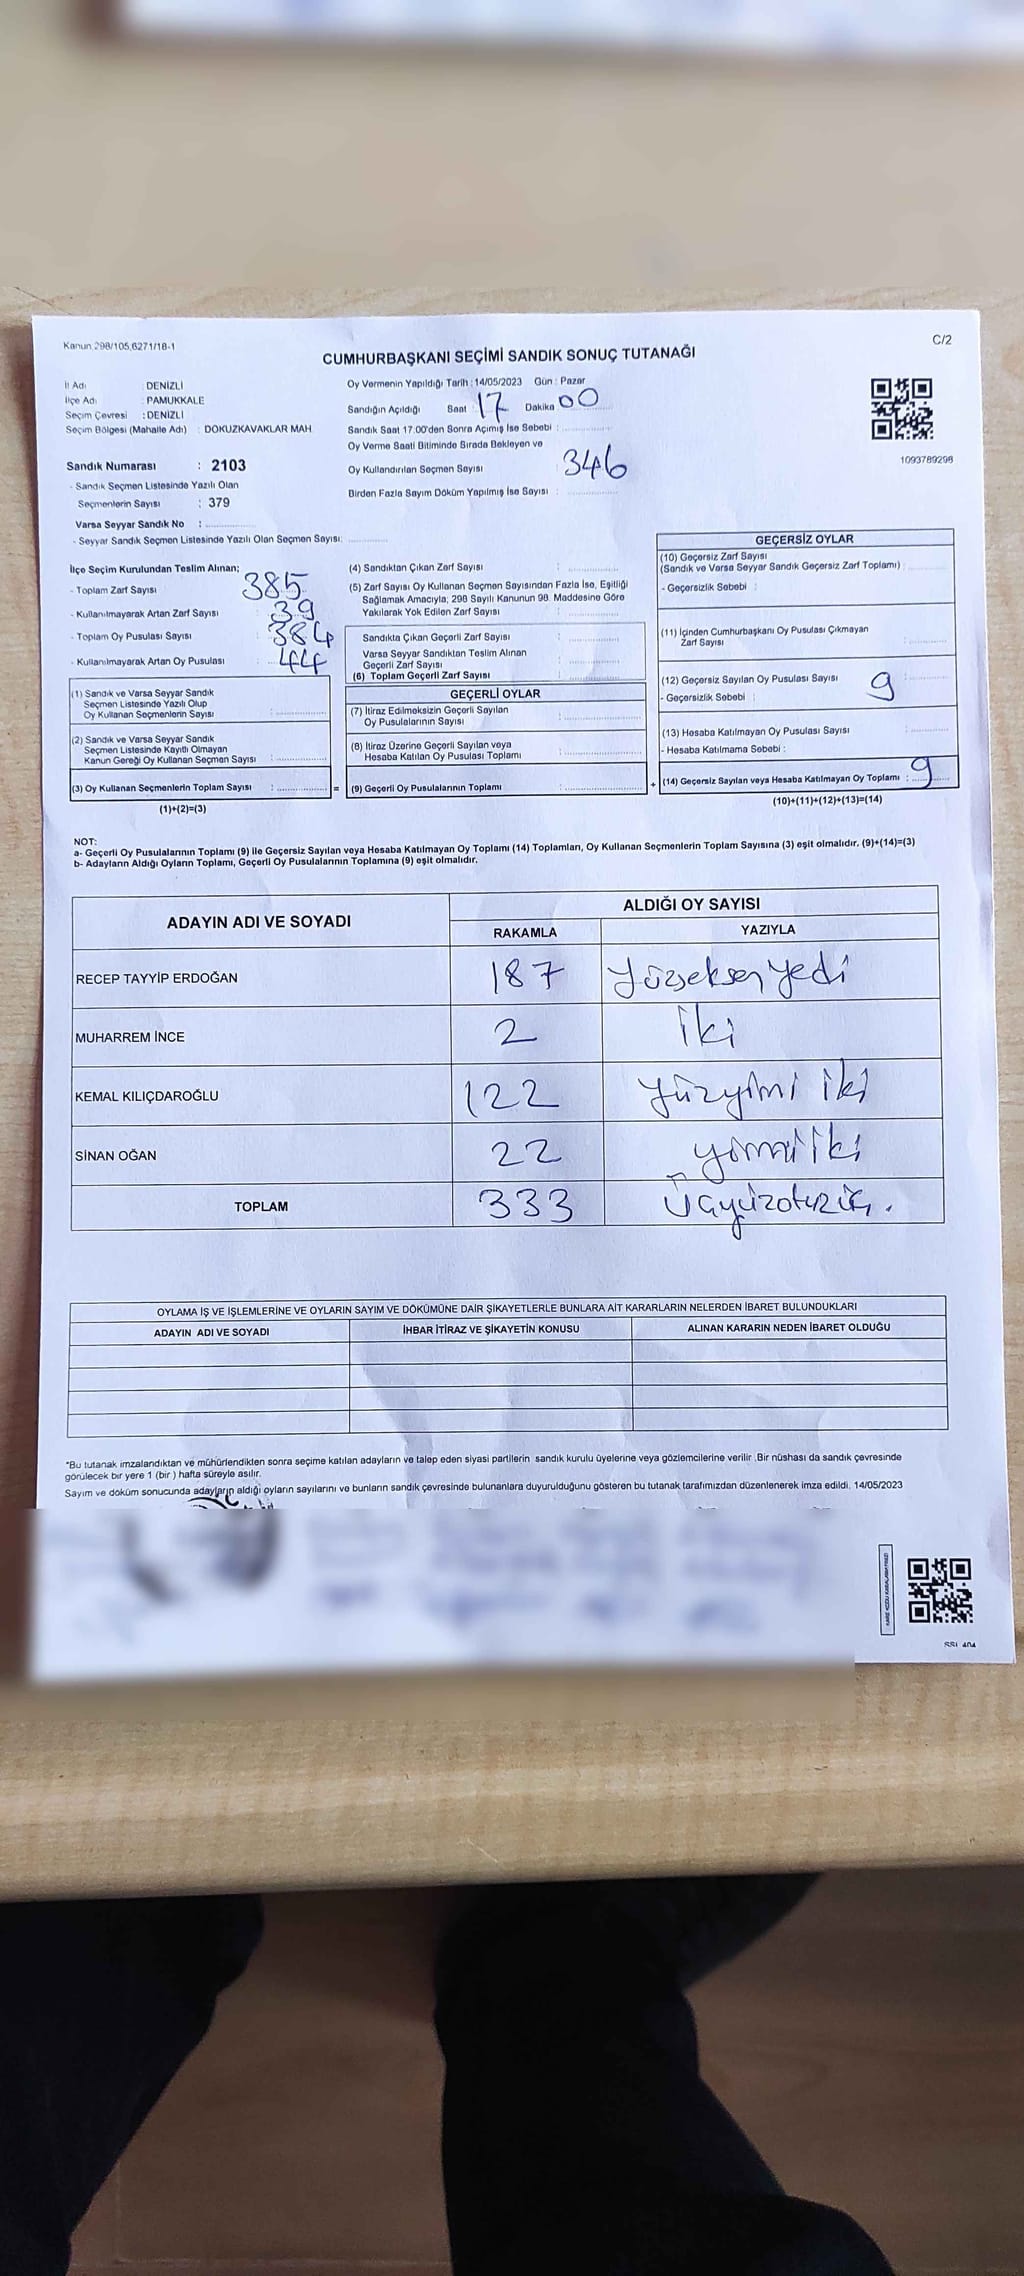 Kanun 298/105,6271/18-1
C/2
CUMHURBAŞKANI SEÇİMİ SANDIK SONUÇ TUTANAĞI
İl Adı : DENİZLİ
İlçe Adı : PAMUKKALE
Seçim Çevresi : DENİZLİ
Seçim Bölgesi (Mahalle Adı) : DOKUZKAVAKLAR MAH
Sandık Numarası : 2103
- Sandık Seçmen Listesinde Yazılı Olan
Seçmenlerin Sayısı : 379
Varsa Seyyar Sandık No :
- Seyyar Sandık Seçmen Listesinde Yazılı Olan Seçmen Sayısı:
Oy Vermenin Yapıldığı Tarih : 14/05/2023 Gün : Pazar
Sandığın Açıldığı Saat : 17 Dakika 00
Sandık Saat 17.00'den Sonra Açımış İse Sebebi :
Oy Verme Saati Bitiminde Sırada Bekleyen ve
Oy Kullandırılan Seçmen Sayısı 346
Birden Fazla Sayım Döküm Yapılmış İse Sayısı :
1093789298
İlçe Seçim Kurulundan Teslim Alınan;
- Toplam Zarf Sayısı 385
- Kullanılmayarak Artan Zarf Sayısı : 39
- Toplam Oy Pusulası Sayısı : 384
- Kullanılmayarak Artan Oy Pusulası : 44
(1) Sandık ve Varsa Seyyar Sandık
Seçmen Listesinde Yazılı Olup
Oy Kullanan Seçmenlerin Sayısı :
(2) Sandık ve Varsa Seyyar Sandık
Seçmen Listesinde Kayıtlı Olmayan
Kanun Gereği Oy Kullanan Seçmen Sayısı :
(3) Oy Kullanan Seçmenlerin Toplam Sayısı : =
(1)+(2)=(3)
(4) Sandıktan Çıkan Zarf Sayısı :
(5) Zarf Sayısı Oy Kullanan Seçmen Sayısından Fazla İse, Eşitliği
Sağlamak Amacıyla; 298 Sayılı Kanunun 98. Maddesine Göre
Yakılarak Yok Edilen Zarf Sayısı :
Sandıkta Çıkan Geçerli Zarf Sayısı :
Varsa Seyyar Sandıktan Teslim Alınan
Geçerli Zarf Sayısı :
(6) Toplam Geçerli Zarf Sayısı :
GEÇERLİ OYLAR
(7) İtiraz Edilmeksizin Geçerli Sayılan
Oy Pusulalarının Sayısı :
(8) İtiraz Üzerine Geçerli Sayılan veya
Hesaba Katılan Oy Pusulası Toplamı :
(9) Geçerli Oy Pusulalarının Toplamı : +
GEÇERSİZ OYLAR
(10) Geçersiz Zarf Sayısı
(Sandık ve Varsa Seyyar Sandık Geçersiz Zarf Toplamı) :
- Geçersizlik Sebebi :
(11) İçinden Cumhurbaşkanı Oy Pusulası Çıkmayan
Zarf Sayısı :
(12) Geçersiz Sayılan Oy Pusulası Sayısı : 9
- Geçersizlik Sebebi :
(13) Hesaba Katılmayan Oy Pusulası Sayısı :
- Hesaba Katılmama Sebebi :
(14) Geçersiz Sayılan veya Hesaba Katılmayan Oy Toplamı : 9
(10)+(11)+(12)+(13)=(14)
NOT:
a- Geçerli Oy Pusulalarının Toplamı (9) ile Geçersiz Sayılan veya Hesaba Katılmayan Oy Toplamı (14) Toplamları, Oy Kullanan Seçmenlerin Toplam Sayısına (3) eşit olmalıdır. (9)+(14)=(3)
b- Adayların Aldığı Oyların Toplamı, Geçerli Oy Pusulalarının Toplamına (9) eşit olmalıdır.
ADAYIN ADI VE SOYADI ALDIĞI OY SAYISI
RAKAMLA YAZIYLA
RECEP TAYYİP ERDOĞAN 187 Yüzseksenyedi
MUHARREM İNCE 2 iki
KEMAL KILIÇDAROĞLU 122 Yüzyimi iki
SİNAN OĞAN 22 yirmi iki
TOPLAM 333 Üçyüzotuzüç.
OYLAMA İŞ VE İŞLEMLERİNE VE OYLARIN SAYIM VE DÖKÜMÜNE DAİR ŞİKAYETLERLE BUNLARA AİT KARARLARIN NELERDEN İBARET BULUNDUKLARI
ADAYIN ADI VE SOYADI İHBAR İTİRAZ VE ŞİKAYETİN KONUSU ALINAN KARARIN NEDEN İBARET OLDUĞU
"Bu tutanak imzalandıktan ve mühürlendikten sonra seçime katılan adayların ve talep eden siyasi partilerin sandık kurulu üyelerine veya gözlemcilerine verilir .Bir nüshası da sandık çevresinde
görülecek bir yere 1 (bir ) hafta süreyle asılır.
Sayım ve döküm sonucunda adayların aldığı oyların sayılarını ve bunların sandık çevresinde bulunanlara duyurulduğunu gösteren bu tutanak tarafımızdan düzenlenerek imza edildi. 14/05/2023